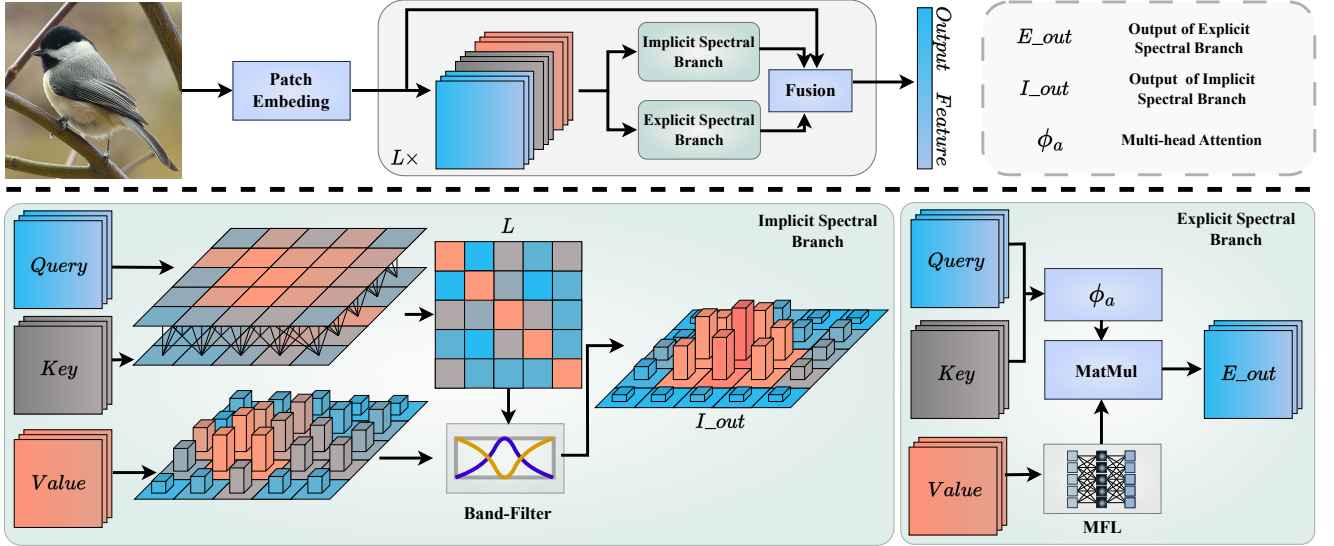 Patch
Embeding
L×
Implicit Spectral
Branch
Explicit Spectral
Branch
Fusion
Output Feature
E_out
Output of Explicit
Spectral Branch
I_out
Output of Implicit
Spectral Branch
ϕₐ
Multi-head Attention
Query
Key
Value
L
Implicit Spectral
Branch
I_out
Band-Filter
Explicit Spectral
Branch
Query
Key
Value
ϕₐ
MatMul
E_out
MFL